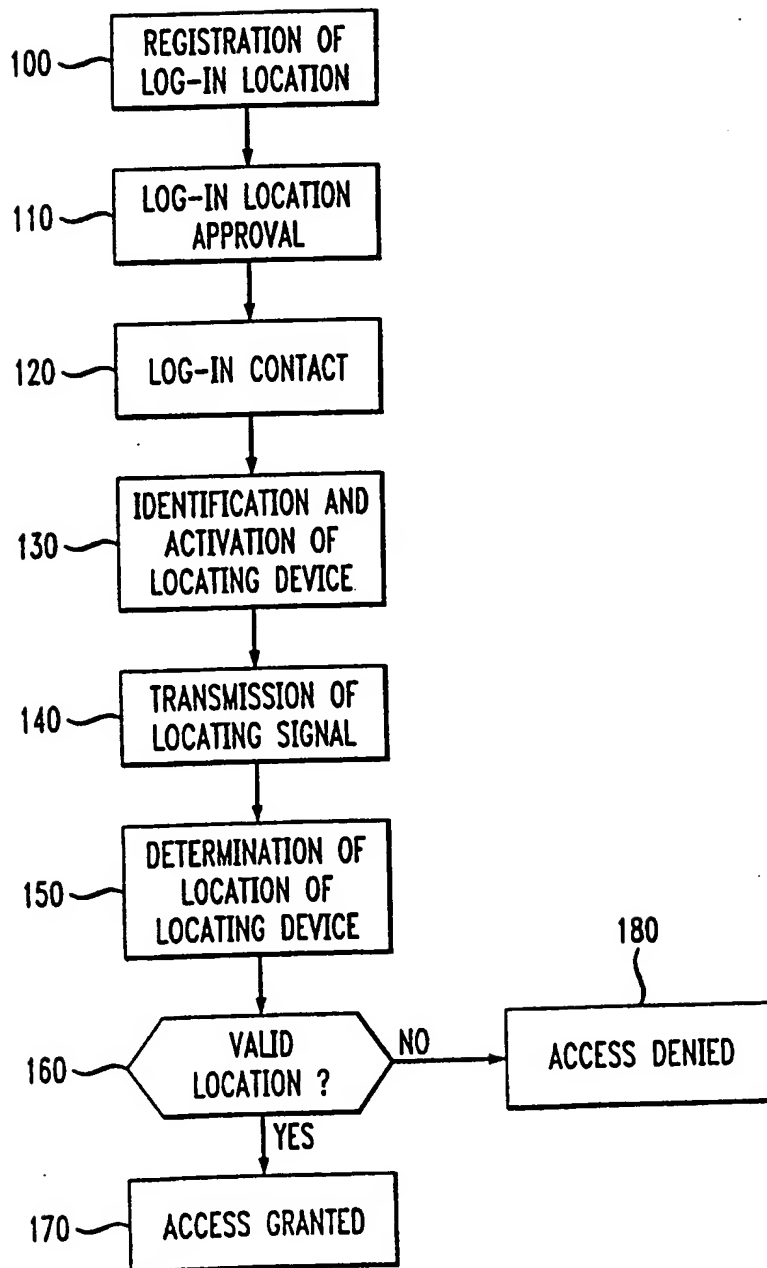 100
REGISTRATION OF
LOG-IN LOCATION
110
LOG-IN LOCATION
APPROVAL
120
LOG-IN CONTACT
130
IDENTIFICATION AND
ACTIVATION OF
LOCATING DEVICE
140
TRANSMISSION OF
LOCATING SIGNAL
150
DETERMINATION OF
LOCATION OF
LOCATING DEVICE
160
VALID
LOCATION ?
NO
180
ACCESS DENIED
YES
170
ACCESS GRANTED